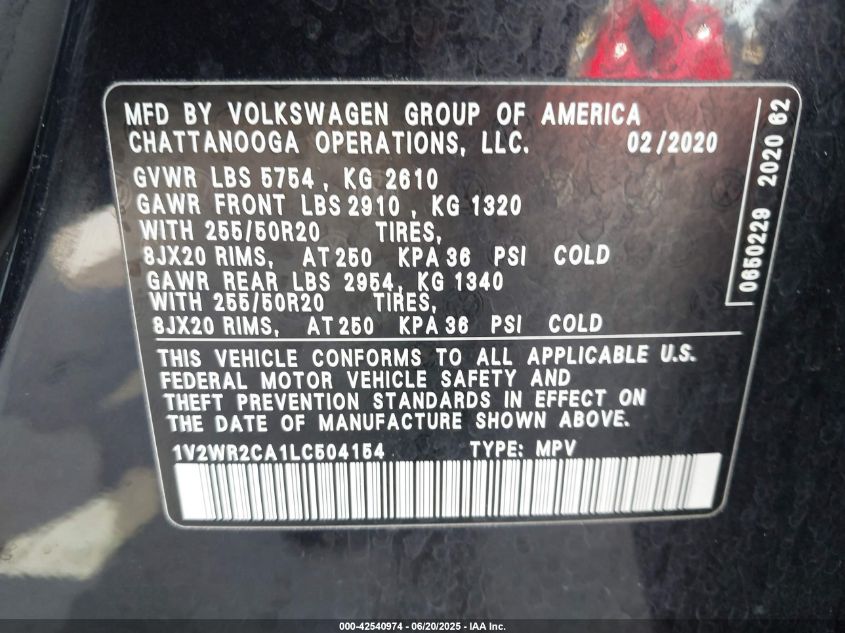 MFD BY VOLKSWAGEN GROUP OF AMERICA
CHATTANOOGA OPERATIONS, LLC. 02/2020
GVWR LBS 5754, KG 2610
GAWR FRONT LBS 2910, KG 1320
WITH 255/50R20 TIRES,
8JX20 RIMS, AT 250 KPA 36 PSI COLD
GAWR REAR LBS 2954, KG 1340
WITH 255/50R20 TIRES,
8JX20 RIMS, AT 250 KPA 36 PSI COLD
THIS VEHICLE CONFORMS TO ALL APPLICABLE U.S.
FEDERAL MOTOR VEHICLE SAFETY AND
THEFT PREVENTION STANDARDS IN EFFECT ON
THE DATE OF MANUFACTURE SHOWN ABOVE.
1V2WR2CA1LC504154 TYPE: MPV
0650229 2020 62
000-42540974 - 06/20/2025 - IAA Inc.